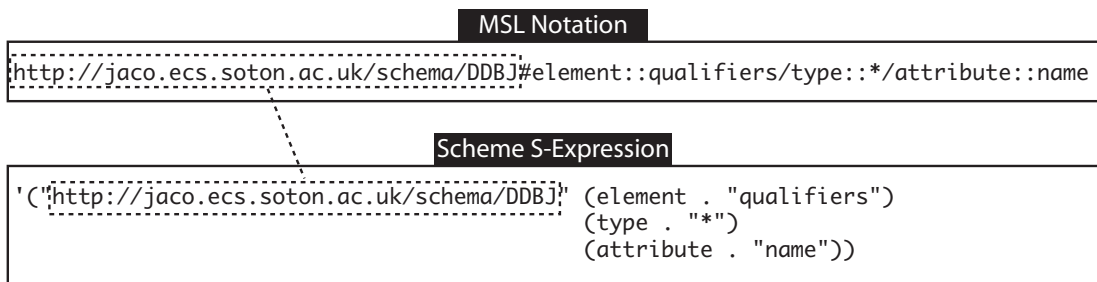 MSL Notation
http://jaco.ecs.soton.ac.uk/schema/DDBJ#element::qualifiers/type::*/attribute::name
Scheme S-Expression
'("http://jaco.ecs.soton.ac.uk/schema/DDBJ" (element . "qualifiers")
(type . "*")
(attribute . "name"))